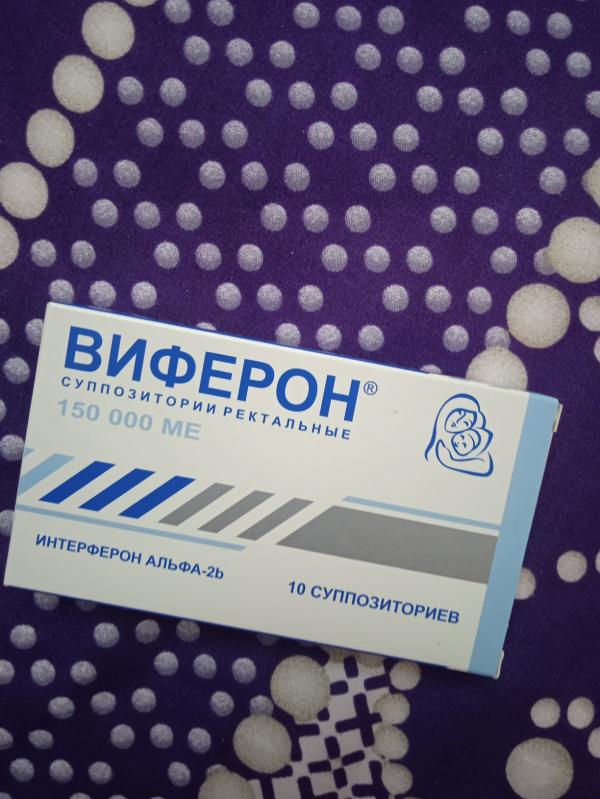 ВИФЕРОН®
СУППОЗИТОРИИ РЕКТАЛЬНЫЕ
150 000 МЕ
ИНТЕРФЕРОН АЛЬФА-2b
10 СУППОЗИТОРИЕВ